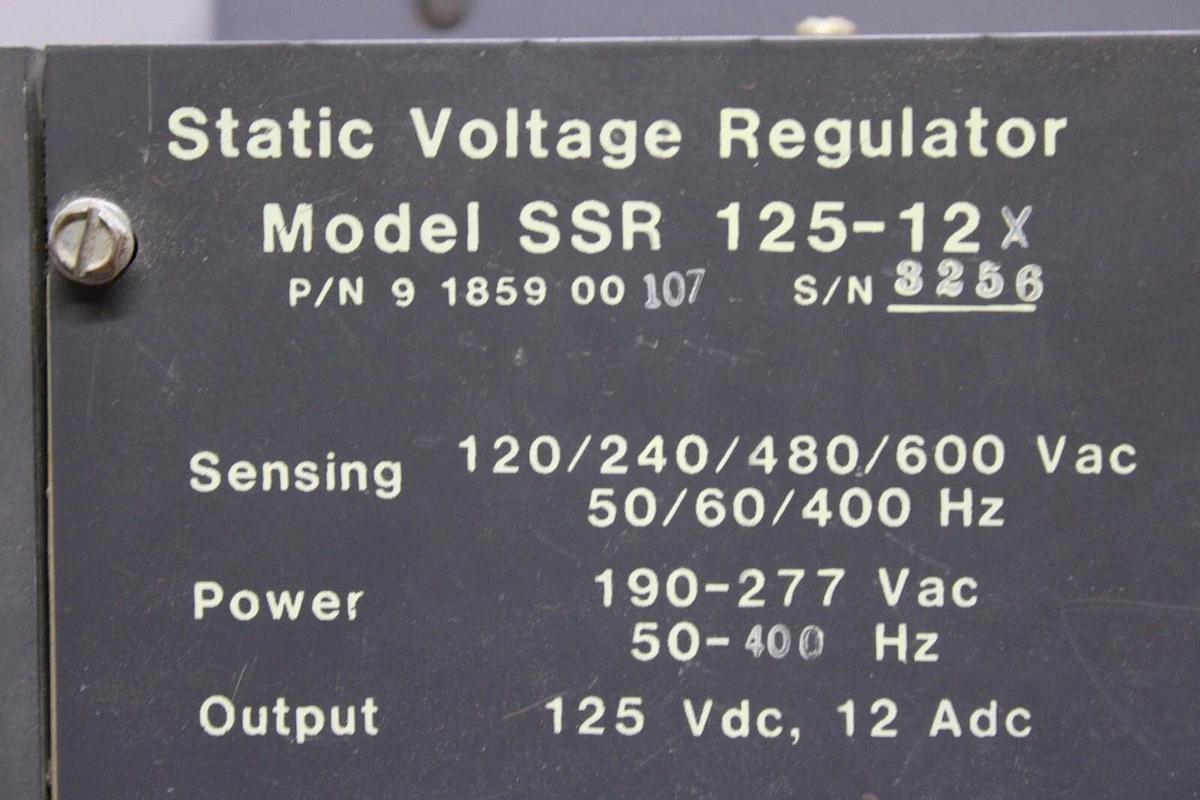 Static Voltage Regulator
Model SSR 125-12 X
P/N 9 1859 00 107 S/N 3256
Sensing 120/240/480/600 Vac
50/60/400 Hz
Power 190-277 Vac
50-400 Hz
Output 125 Vdc, 12 Adc